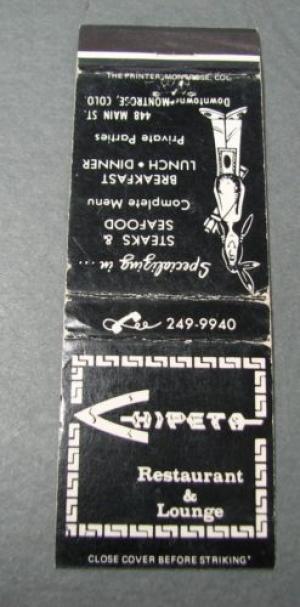 CHIPETA
Restaurant
&
Lounge
CLOSE COVER BEFORE STRIKING
249-9940
Specializing in . . .
STEAKS &
SEAFOOD
Complete Menu
BREAKFAST
LUNCH • DINNER
Private Parties
448 MAIN ST.
Downtown MONTROSE, COLO
THE PRINTER, MONTROSE, COLO.